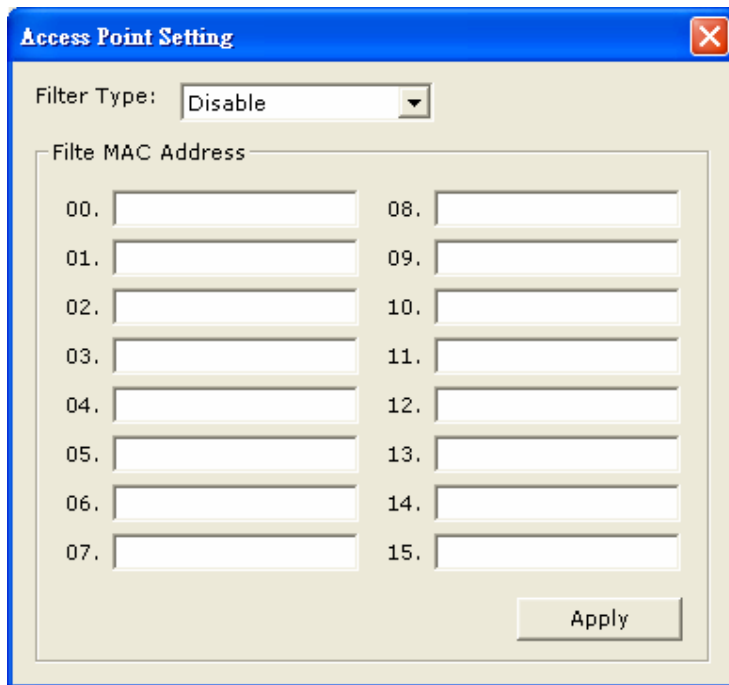 Access Point Setting
Filter Type: Disable
Filte MAC Address
00. 08.
01. 09.
02. 10.
03. 11.
04. 12.
05. 13.
06. 14.
07. 15.
Apply